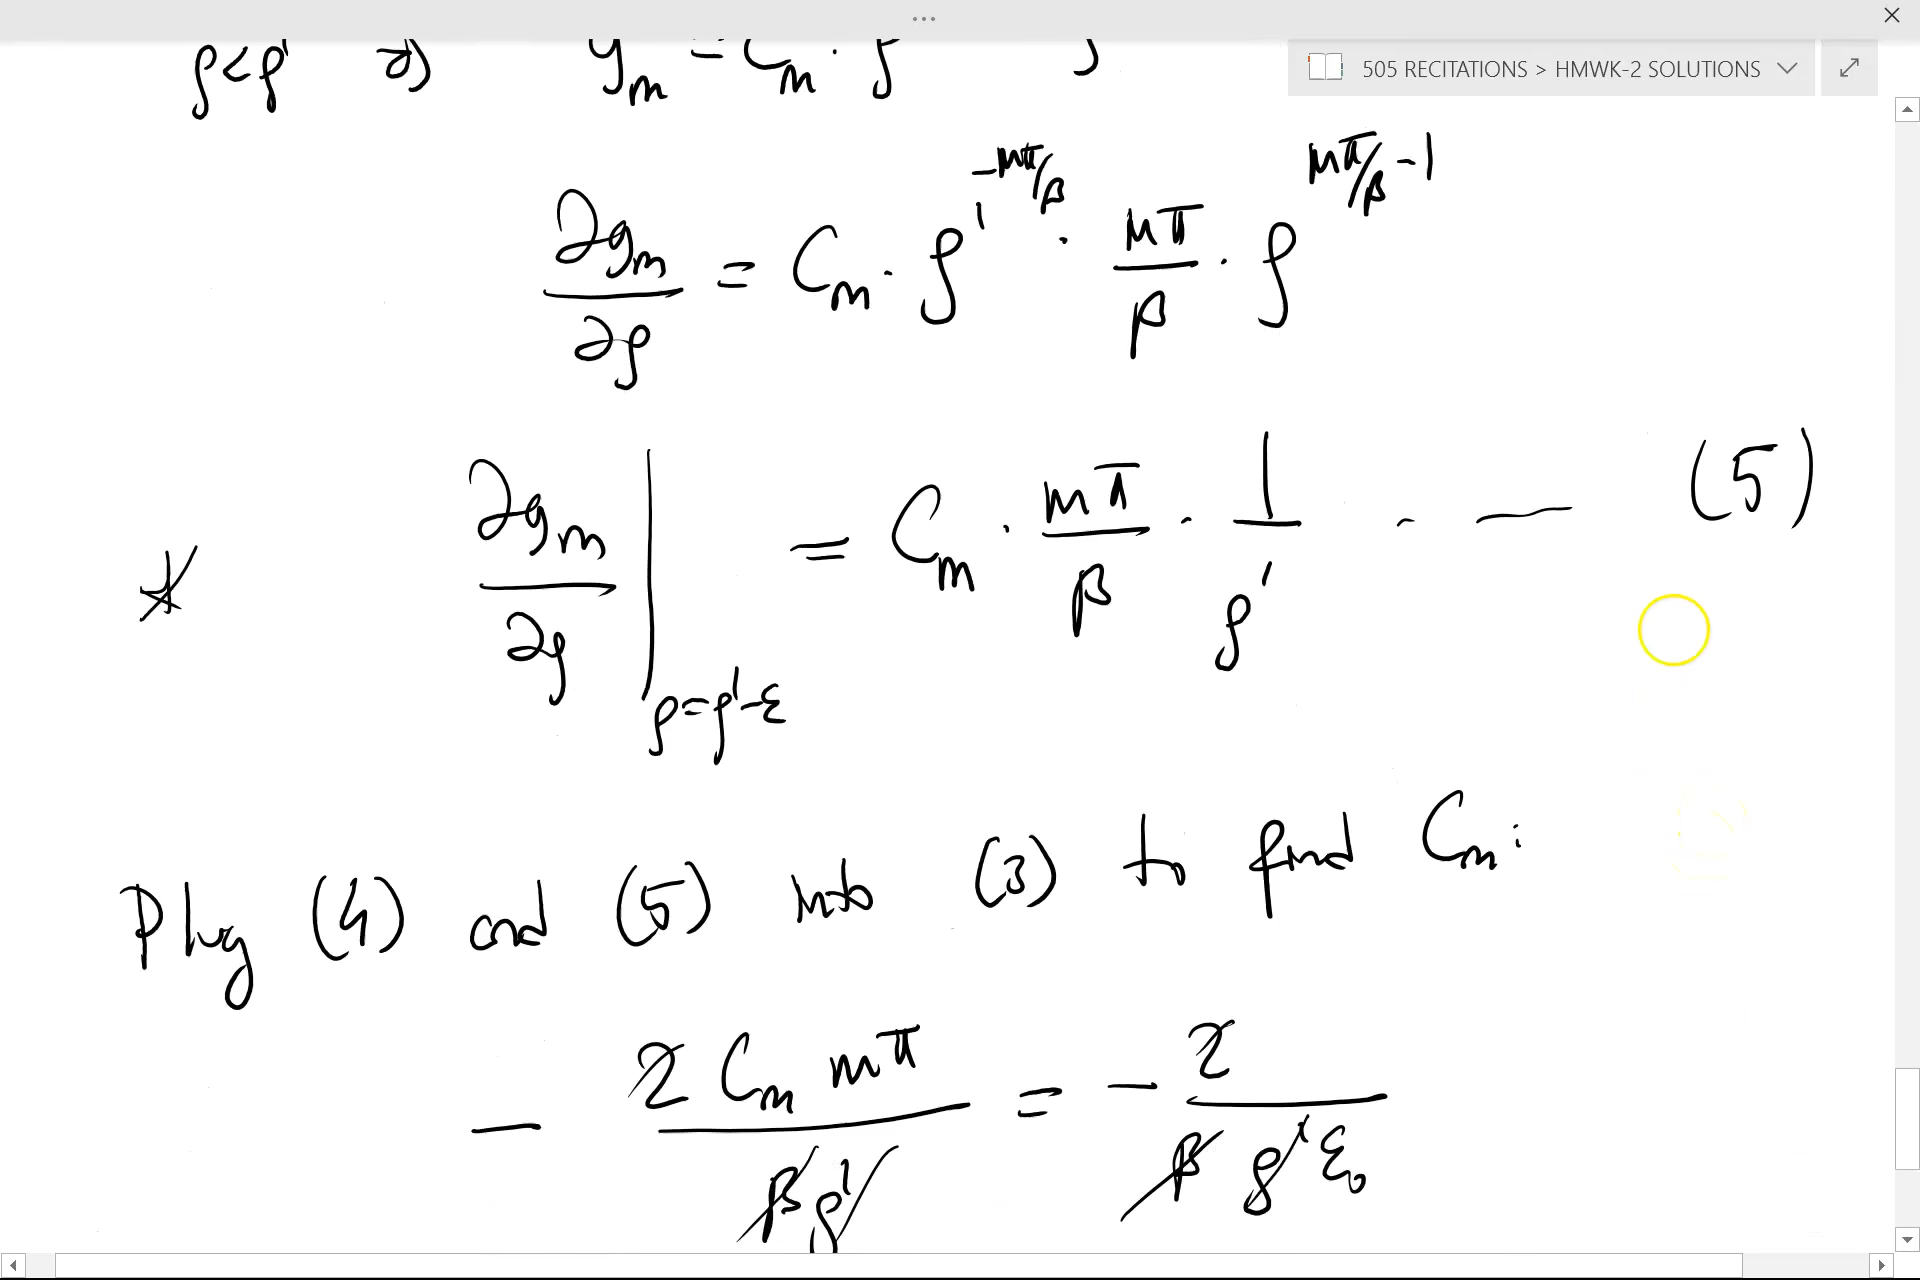 505 RECITATIONS > HMWK-2 SOLUTIONS
ρ<ρ' ⇒ g_m = C_m · ρ
∂g_m/∂ρ = C_m · ρ'^(-mπ/β) · mπ/β · ρ^(mπ/β -1)
* ∂g_m/∂ρ |_(ρ=ρ'-ε) = C_m · mπ/β · 1/ρ' . — (5)
Plug (4) and (5) into (3) to find C_m:
- 2 C_m mπ / βρ' = - 2 / β ρ' ε₀